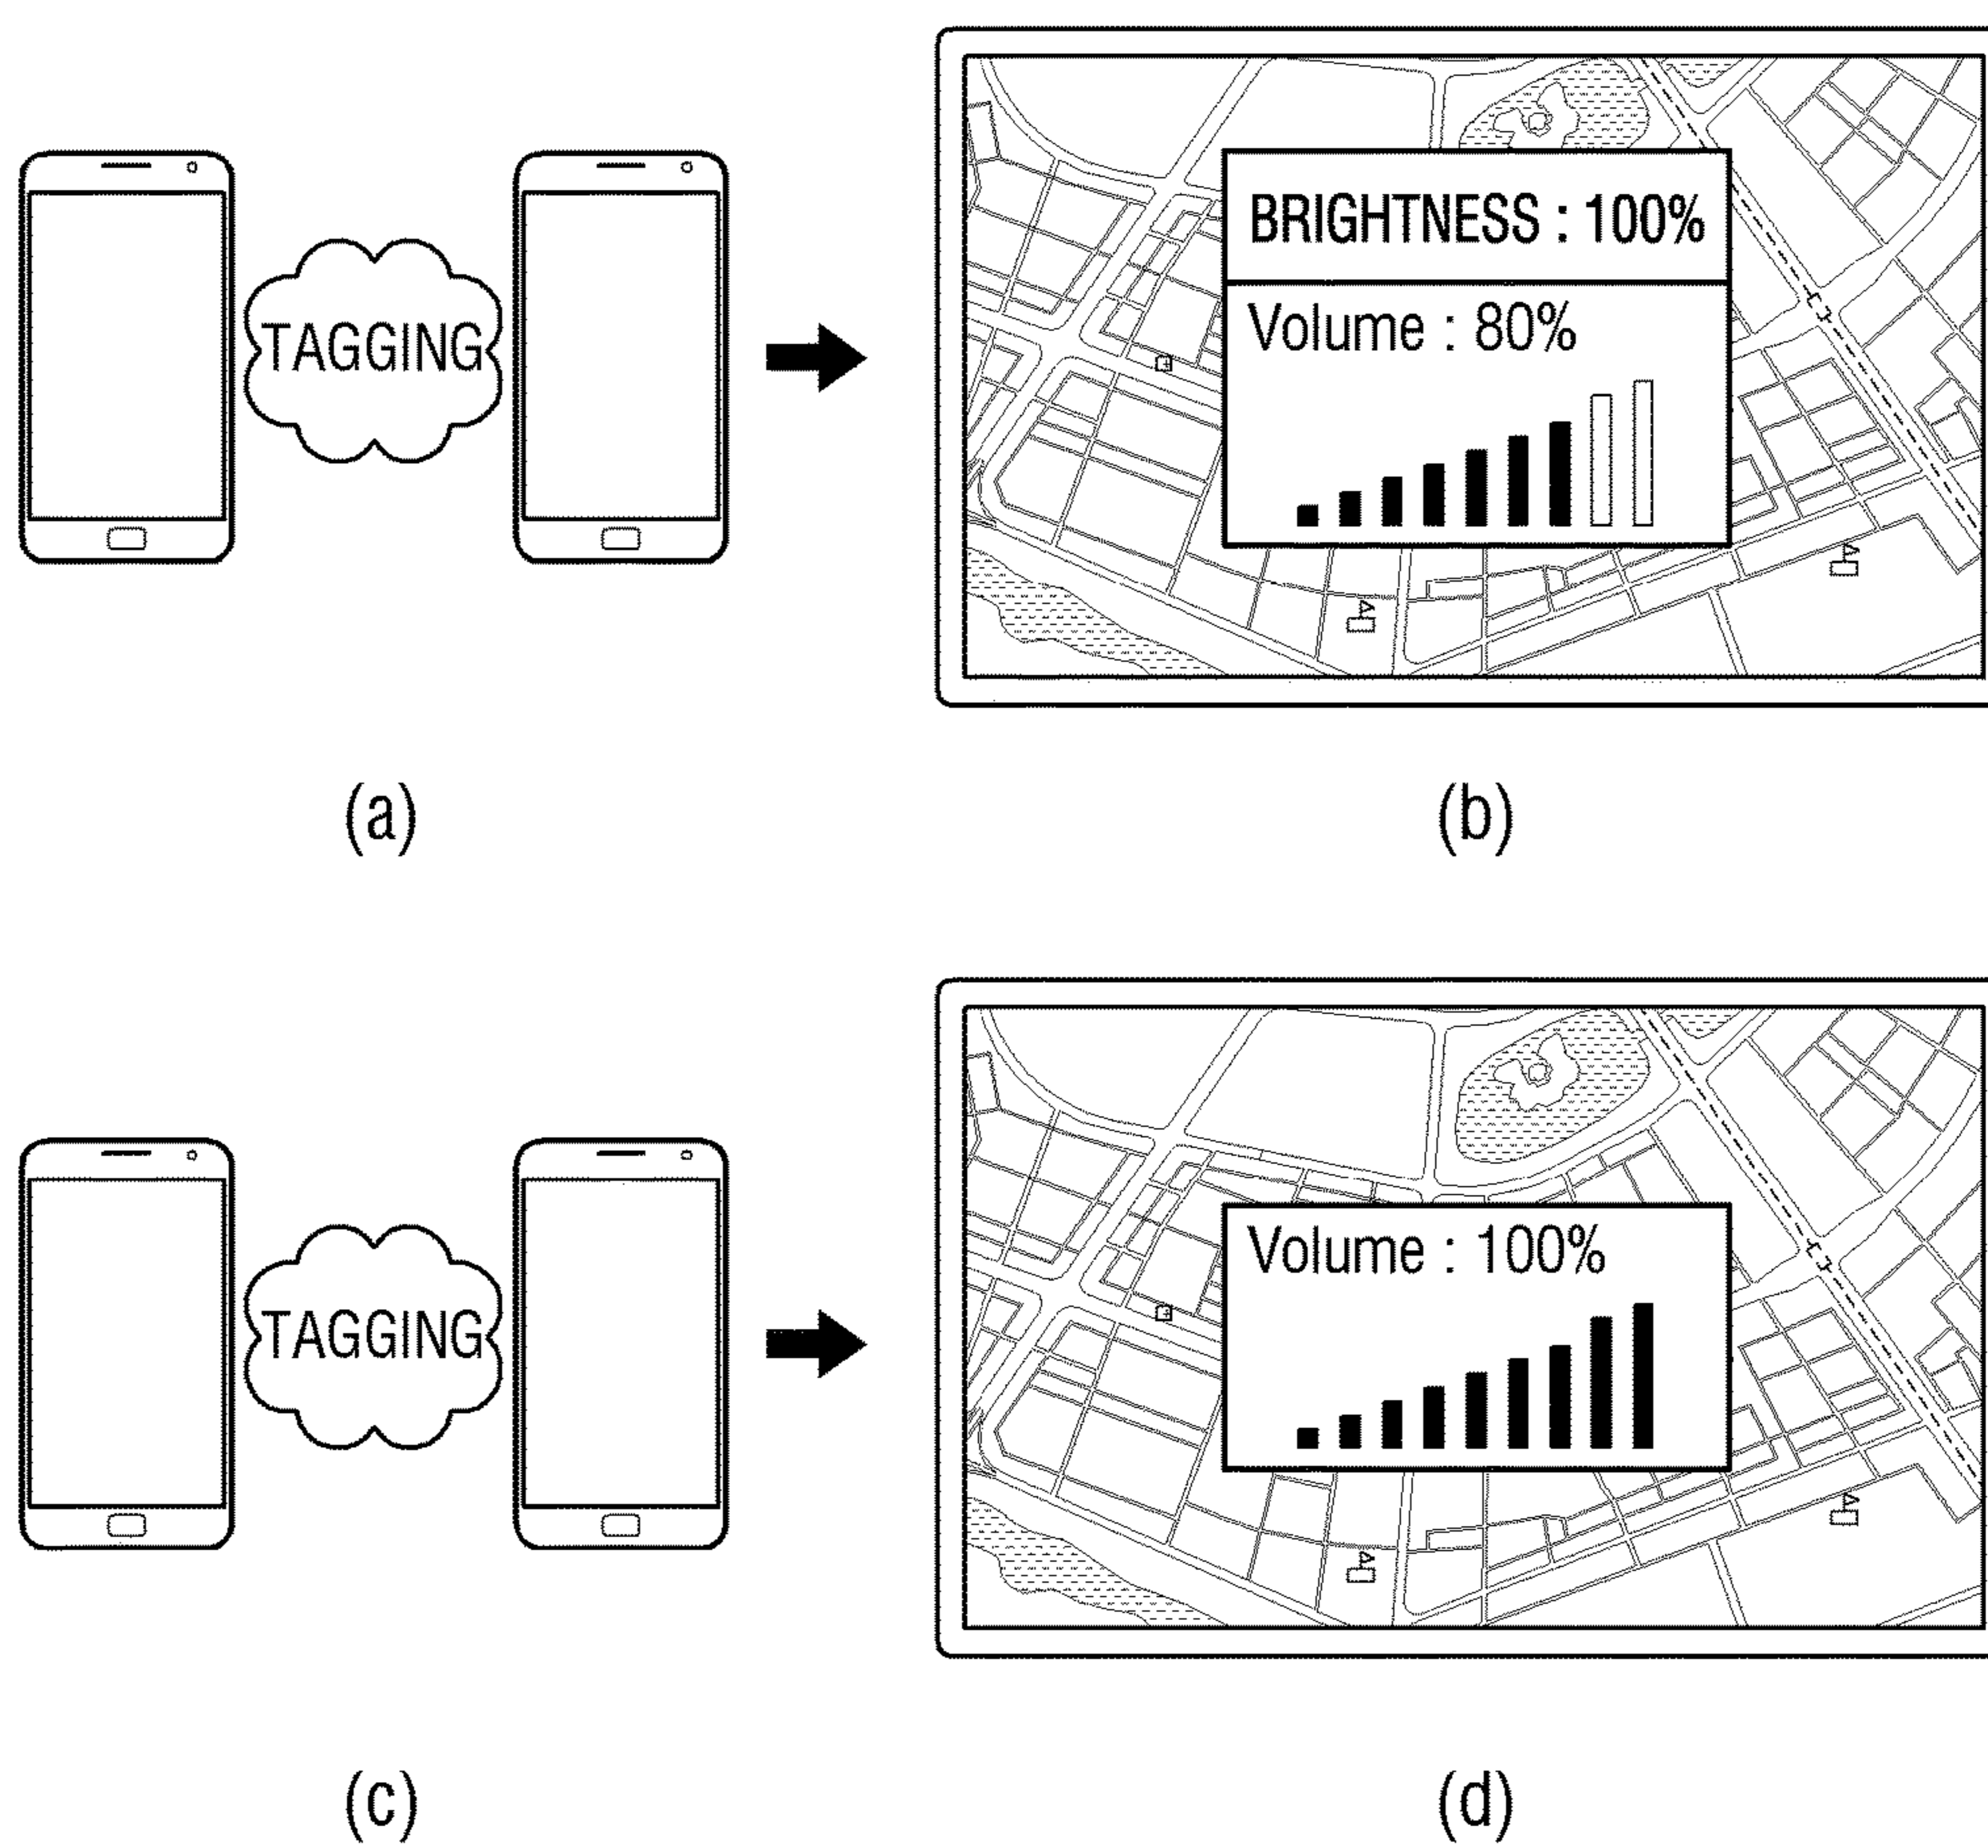 TAGGING
BRIGHTNESS : 100%
Volume : 80%
(a)
(b)
TAGGING
Volume : 100%
(c)
(d)